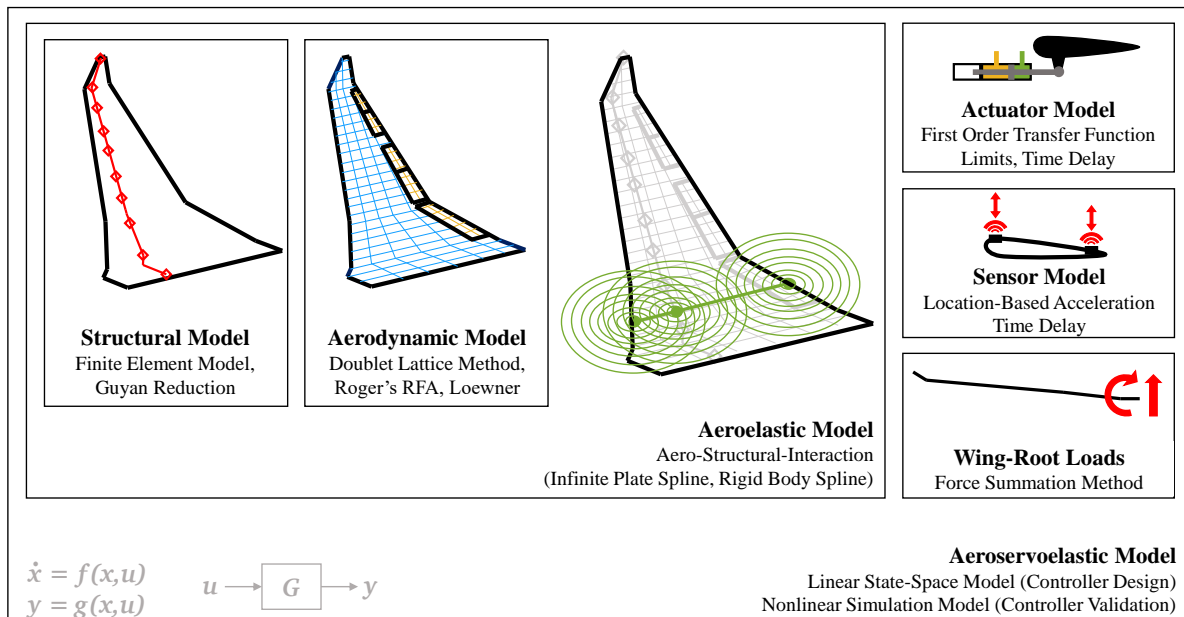 Structural Model
Finite Element Model,
Guyan Reduction
Aerodynamic Model
Doublet Lattice Method,
Roger's RFA, Loewner
Aeroelastic Model
Aero-Structural-Interaction
(Infinite Plate Spline, Rigid Body Spline)
Actuator Model
First Order Transfer Function
Limits, Time Delay
Sensor Model
Location-Based Acceleration
Time Delay
Wing-Root Loads
Force Summation Method
ẋ = f(x,u)
y = g(x,u)
u G y
Aeroservoelastic Model
Linear State-Space Model (Controller Design)
Nonlinear Simulation Model (Controller Validation)